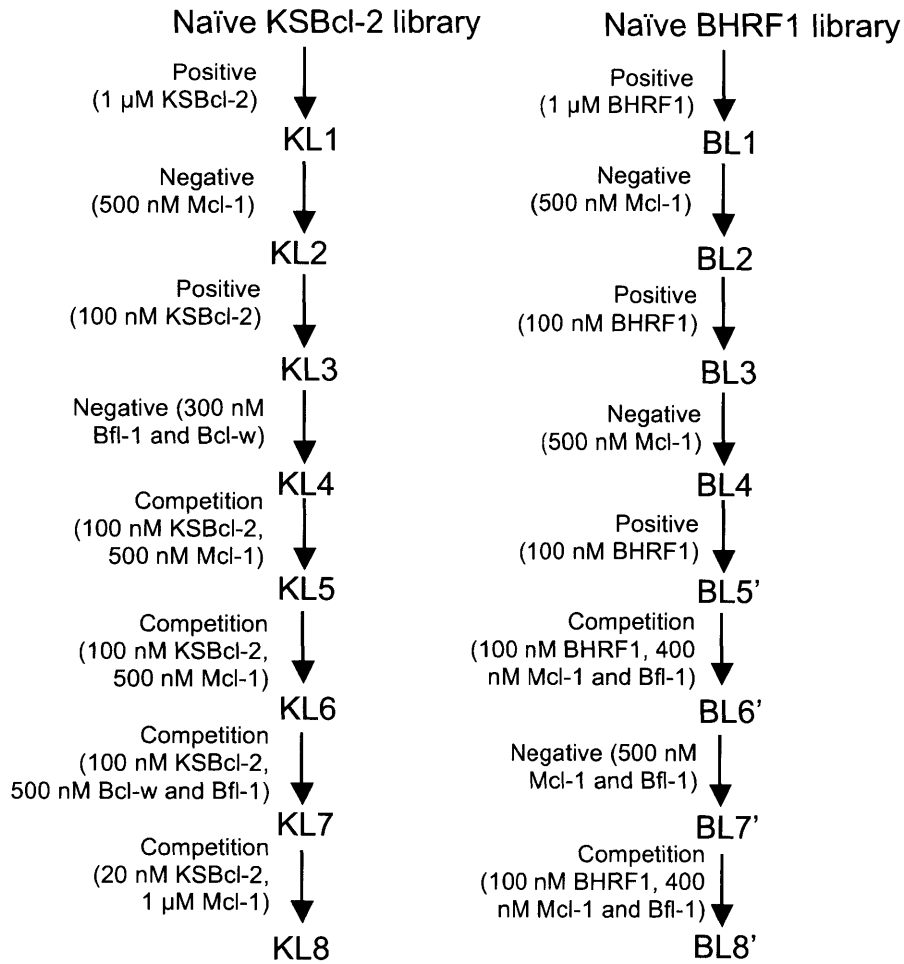 Naïve KSBcl-2 library
Positive
(1 µM KSBcl-2)
KL1
Negative
(500 nM Mcl-1)
KL2
Positive
(100 nM KSBcl-2)
KL3
Negative (300 nM
Bfl-1 and Bcl-w)
KL4
Competition
(100 nM KSBcl-2,
500 nM Mcl-1)
KL5
Competition
(100 nM KSBcl-2,
500 nM Mcl-1)
KL6
Competition
(100 nM KSBcl-2,
500 nM Bcl-w and Bfl-1)
KL7
Competition
(20 nM KSBcl-2,
1 µM Mcl-1)
KL8
Naïve BHRF1 library
Positive
(1 µM BHRF1)
BL1
Negative
(500 nM Mcl-1)
BL2
Positive
(100 nM BHRF1)
BL3
Negative
(500 nM Mcl-1)
BL4
Positive
(100 nM BHRF1)
BL5'
Competition
(100 nM BHRF1, 400
nM Mcl-1 and Bfl-1)
BL6'
Negative (500 nM
Mcl-1 and Bfl-1)
BL7'
Competition
(100 nM BHRF1, 400
nM Mcl-1 and Bfl-1)
BL8'